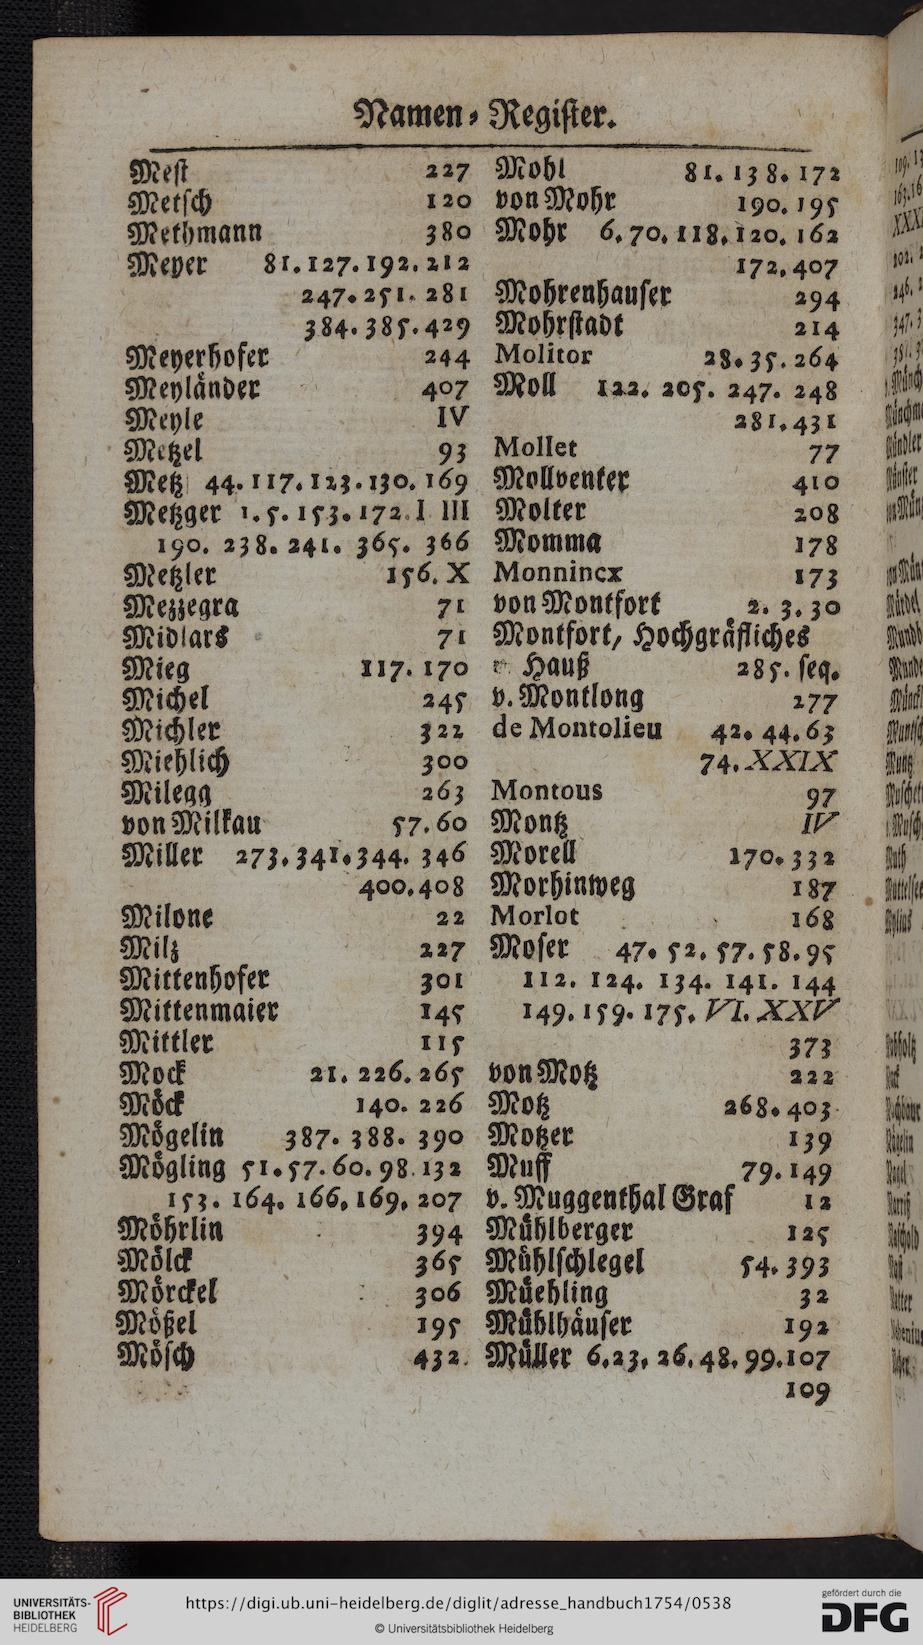 Namen-Register.
Mest 227
Metsch 120
Methmann 380
Meyer 81. 127. 192. 212
247. 251. 281
384. 385. 429
Meyerhofer 244
Meyländer 407
Meyle IV
Metzel 93
Metz 44. 117. 123. 130. 169
Metzger 1. 5. 153. 172. I III
190. 238. 241. 365. 366
Metzler 156. X
Mezzegra 71
Midlars 71
Mieg 117. 170
Michel 245
Michler 322
Miehlich 300
Milegg 263
von Milkau 57. 60
Miller 273. 341. 344. 346
400. 408
Milone 22
Milz 227
Mittenhofer 301
Mittenmaier 145
Mittler 115
Mock 21. 226. 265
Möck 140. 226
Mögelin 387. 388. 390
Mögling 51. 57. 60. 98. 132
153. 164. 166. 169. 207
Möhrlin 394
Mölck 365
Mörckel 306
Mößel 195
Mösch 432.
Mohl 81. 138. 172
von Mohr 190. 195
Mohr 6. 70. 118. 120. 162
172. 407
Mohrenhauser 294
Mohrstadt 214
Molitor 28. 35. 264
Moll 122. 205. 247. 248
281. 431
Mollet 77
Mollventer 410
Molter 208
Momma 178
Monnincx 173
von Montfort 2. 3. 30
Montfort, Hochgräfliches
Hauß 285. seq.
v. Montlong 277
de Montolieu 42. 44. 63
74. XXIX
Montous 97
Montz IV
Morell 170. 332
Morhinweg 187
Morlot 168
Moser 47. 52. 57. 58. 95
112. 124. 134. 141. 144
149. 159. 175. VI. XXV
373
von Motz 222
Motz 268. 403
Motzer 139
Muff 79. 149
v. Muggenthal Graf 12
Mühlberger 125
Mühlschlegel 54. 393
Müehling 32
Mühlhäuser 192
Müller 6. 23. 26. 48. 99. 107
109
UNIVERSITÄTS-
BIBLIOTHEK
HEIDELBERG
https://digi.ub.uni-heidelberg.de/diglit/adresse_handbuch1754/0538
© Universitätsbibliothek Heidelberg
gefördert durch die
DFG